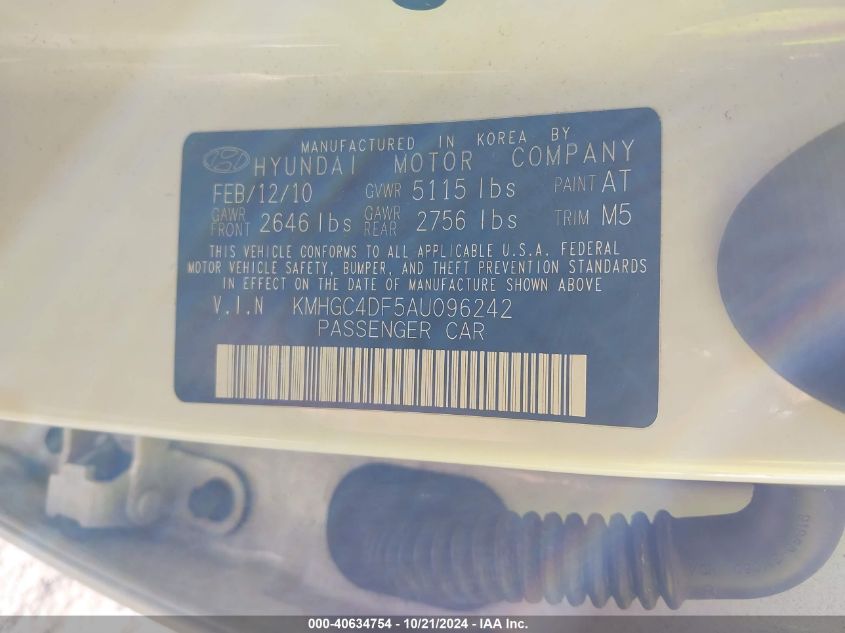 MANUFACTURED IN KOREA BY
HYUNDAI MOTOR COMPANY
FEB/12/10 GVWR 5115 lbs PAINT AT
GAWR FRONT 2646 lbs GAWR REAR 2756 lbs TRIM M5
THIS VEHICLE CONFORMS TO ALL APPLICABLE U.S.A. FEDERAL
MOTOR VEHICLE SAFETY, BUMPER, AND THEFT PREVENTION STANDARDS
IN EFFECT ON THE DATE OF MANUFACTURE SHOWN ABOVE
V.I.N KMHGC4DF5AU096242
PASSENGER CAR
000-40634754 - 10/21/2024 - IAA Inc.